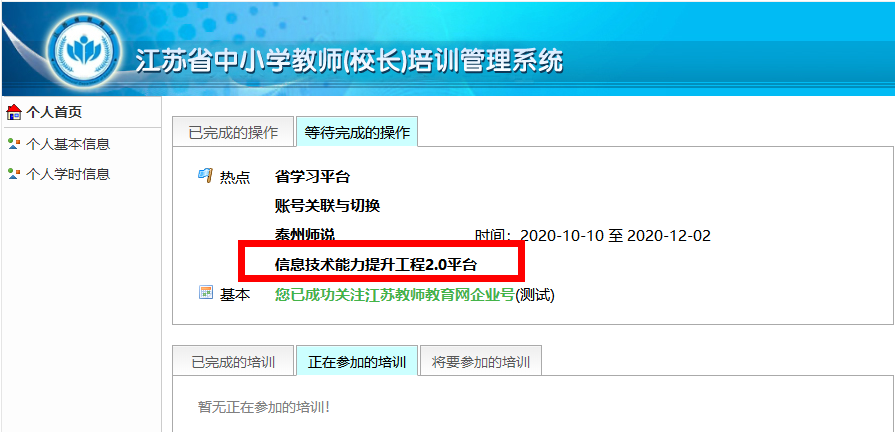 江苏省中小学教师(校长)培训管理系统
个人首页
个人基本信息
个人学时信息
已完成的操作 等待完成的操作
热点 省学习平台
账号关联与切换
泰州师说 时间：2020-10-10 至 2020-12-02
信息技术能力提升工程2.0平台
基本 您已成功关注江苏教师教育网企业号(测试)
已完成的培训 正在参加的培训 将要参加的培训
暂无正在参加的培训！